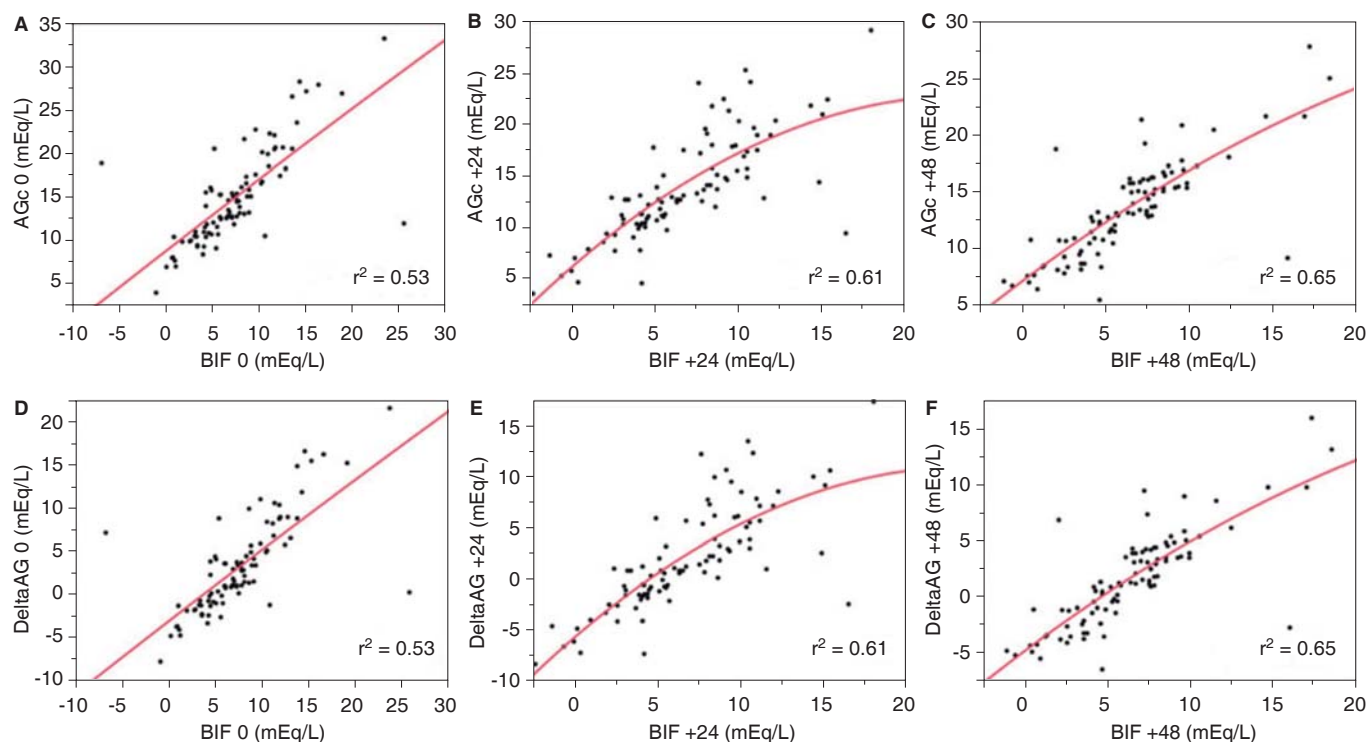 A
AGc 0 (mEq/L)
35
30
25
20
15
10
5
-10 -5 0 5 10 15 20 25 30
BIF 0 (mEq/L)
r² = 0.53
B
AGc +24 (mEq/L)
30
25
20
15
10
5
0 5 10 15 20
BIF +24 (mEq/L)
r² = 0.61
C
AGc +48 (mEq/L)
30
25
20
15
10
5
0 5 10 15 20
BIF +48 (mEq/L)
r² = 0.65
D
DeltaAG 0 (mEq/L)
20
15
10
5
0
-5
-10
-10 -5 0 5 10 15 20 25 30
BIF 0 (mEq/L)
r² = 0.53
E
DeltaAG +24 (mEq/L)
15
10
5
0
-5
-10
0 5 10 15 20
BIF +24 (mEq/L)
r² = 0.61
F
DeltaAG +48 (mEq/L)
15
10
5
0
-5
0 5 10 15 20
BIF +48 (mEq/L)
r² = 0.65